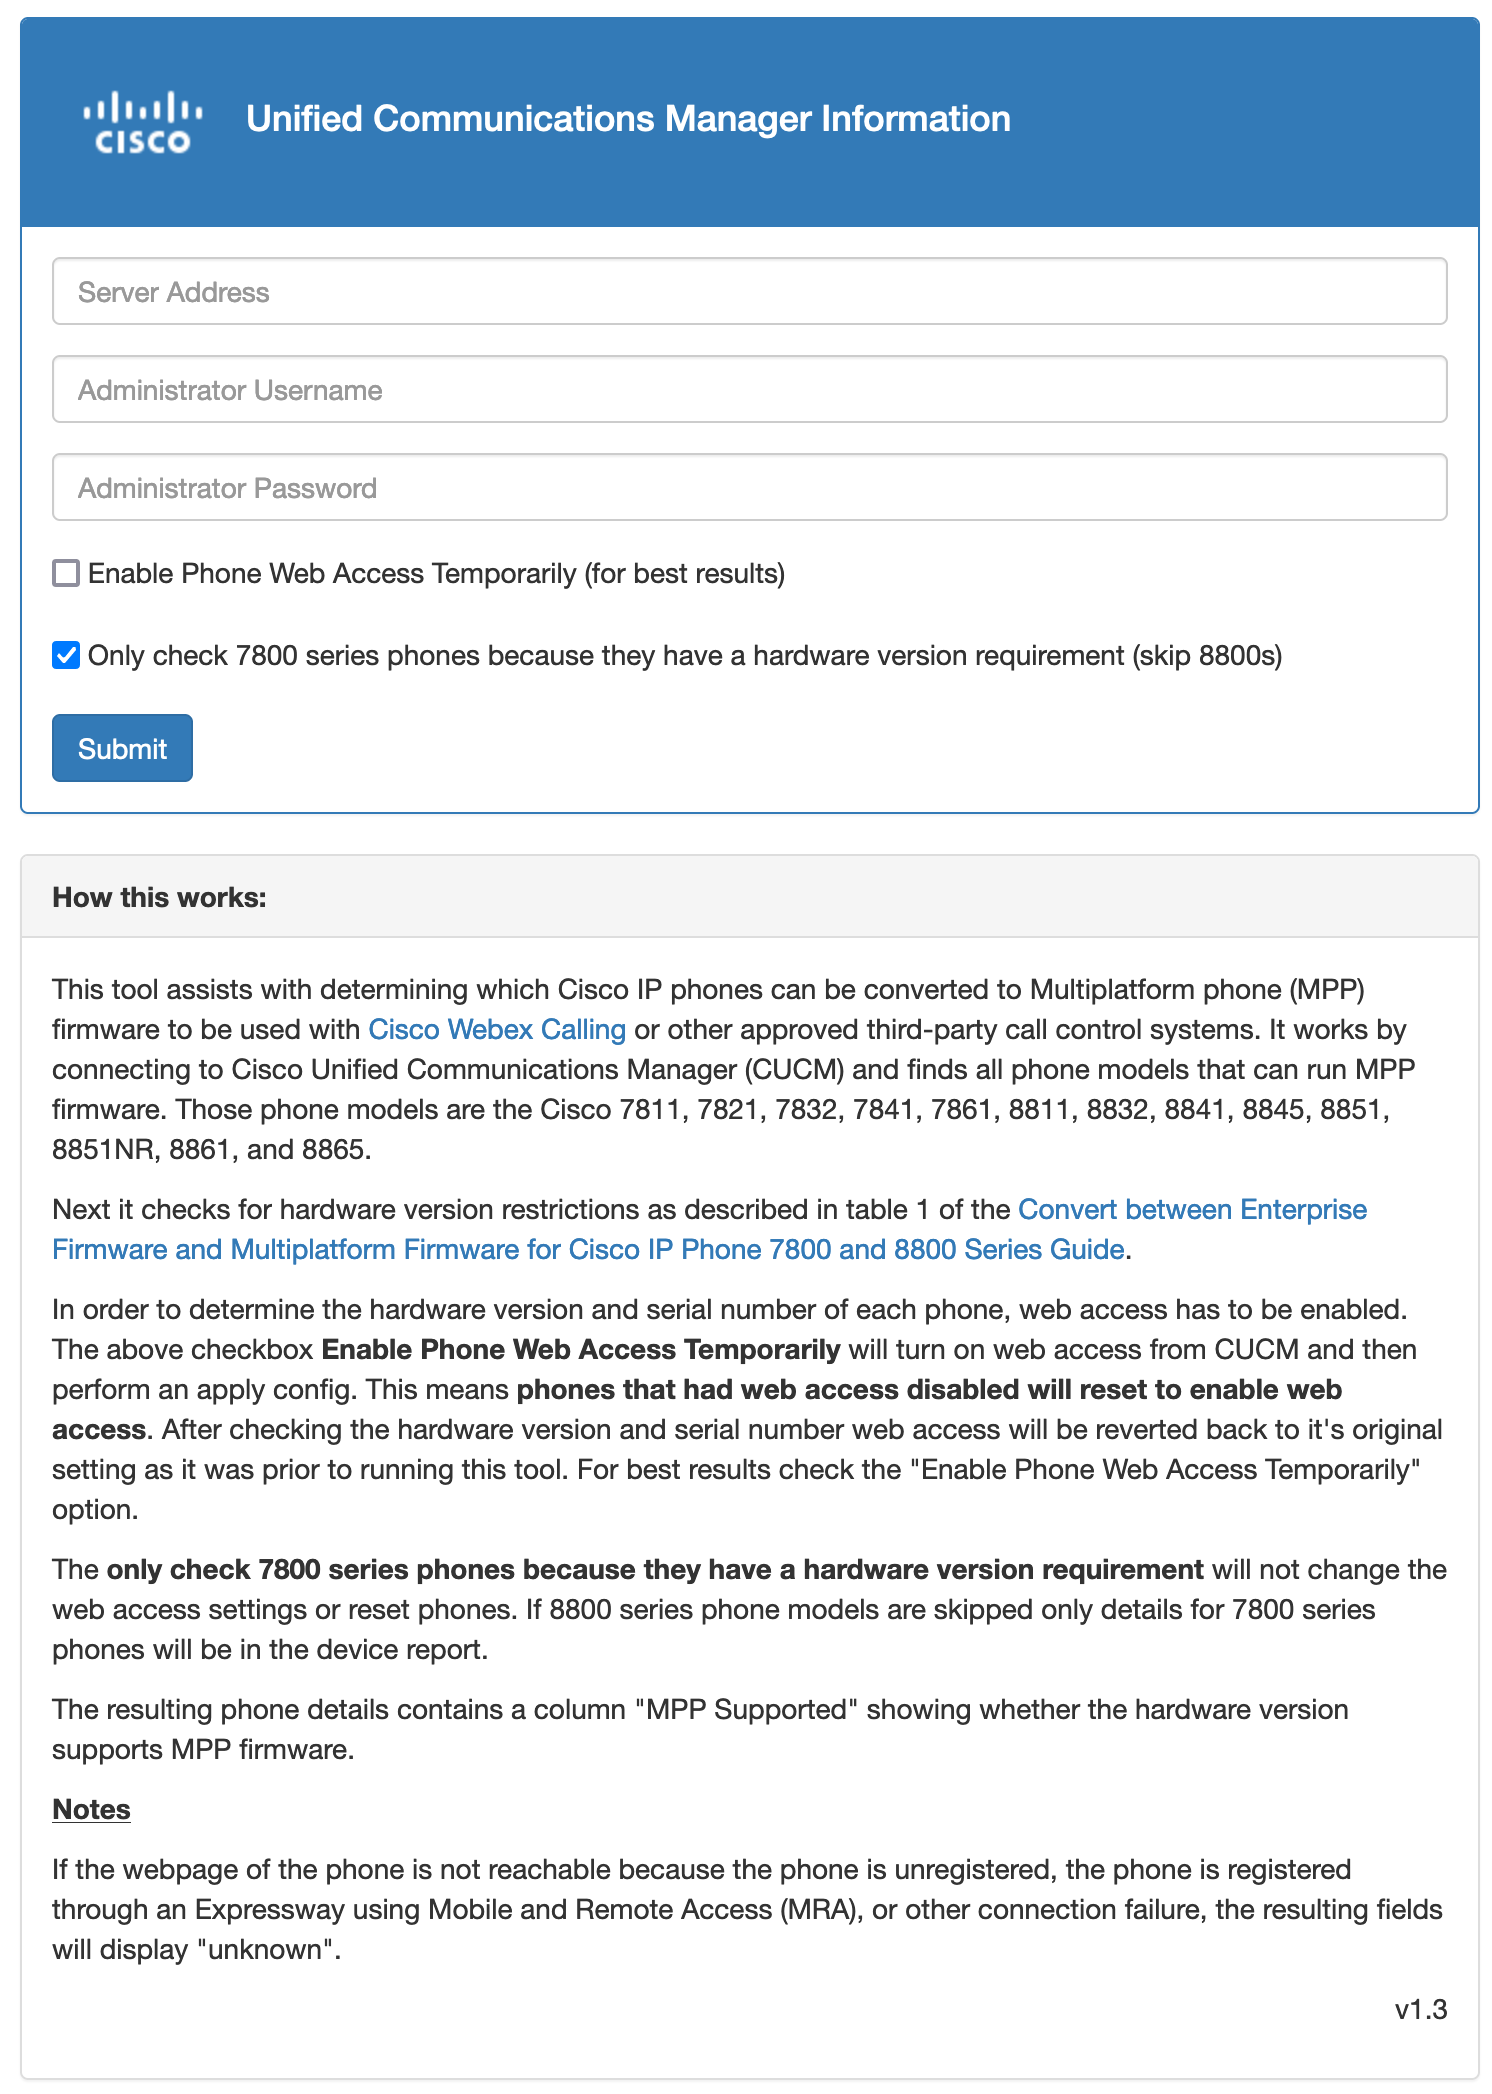 CISCO
Unified Communications Manager Information
Server Address
Administrator Username
Administrator Password
Enable Phone Web Access Temporarily (for best results)
Only check 7800 series phones because they have a hardware version requirement (skip 8800s)
Submit
How this works:
This tool assists with determining which Cisco IP phones can be converted to Multiplatform phone (MPP)
firmware to be used with Cisco Webex Calling or other approved third-party call control systems. It works by
connecting to Cisco Unified Communications Manager (CUCM) and finds all phone models that can run MPP
firmware. Those phone models are the Cisco 7811, 7821, 7832, 7841, 7861, 8811, 8832, 8841, 8845, 8851,
8851NR, 8861, and 8865.
Next it checks for hardware version restrictions as described in table 1 of the Convert between Enterprise
Firmware and Multiplatform Firmware for Cisco IP Phone 7800 and 8800 Series Guide.
In order to determine the hardware version and serial number of each phone, web access has to be enabled.
The above checkbox Enable Phone Web Access Temporarily will turn on web access from CUCM and then
perform an apply config. This means phones that had web access disabled will reset to enable web
access. After checking the hardware version and serial number web access will be reverted back to it's original
setting as it was prior to running this tool. For best results check the "Enable Phone Web Access Temporarily"
option.
The only check 7800 series phones because they have a hardware version requirement will not change the
web access settings or reset phones. If 8800 series phone models are skipped only details for 7800 series
phones will be in the device report.
The resulting phone details contains a column "MPP Supported" showing whether the hardware version
supports MPP firmware.
Notes
If the webpage of the phone is not reachable because the phone is unregistered, the phone is registered
through an Expressway using Mobile and Remote Access (MRA), or other connection failure, the resulting fields
will display "unknown".
v1.3